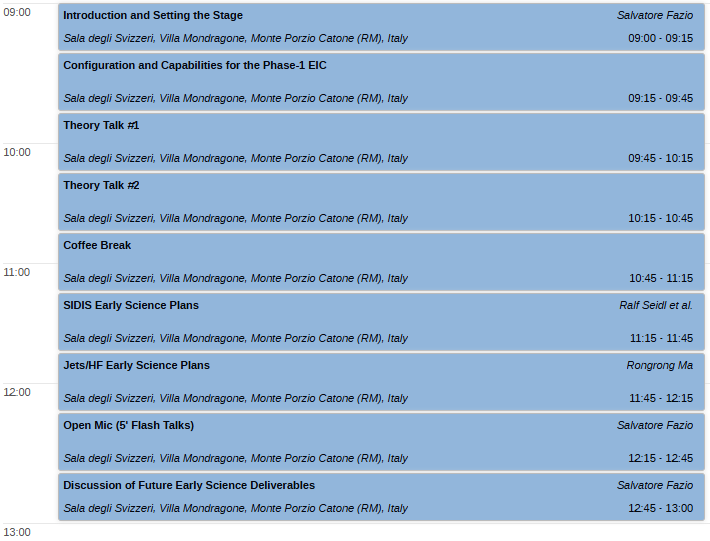 09:00
Introduction and Setting the Stage Salvatore Fazio
Sala degli Svizzeri, Villa Mondragone, Monte Porzio Catone (RM), Italy 09:00 - 09:15
Configuration and Capabilities for the Phase-1 EIC
Sala degli Svizzeri, Villa Mondragone, Monte Porzio Catone (RM), Italy 09:15 - 09:45
Theory Talk #1
10:00
Sala degli Svizzeri, Villa Mondragone, Monte Porzio Catone (RM), Italy 09:45 - 10:15
Theory Talk #2
Sala degli Svizzeri, Villa Mondragone, Monte Porzio Catone (RM), Italy 10:15 - 10:45
Coffee Break
11:00
Sala degli Svizzeri, Villa Mondragone, Monte Porzio Catone (RM), Italy 10:45 - 11:15
SIDIS Early Science Plans Ralf Seidl et al.
Sala degli Svizzeri, Villa Mondragone, Monte Porzio Catone (RM), Italy 11:15 - 11:45
Jets/HF Early Science Plans Rongrong Ma
12:00
Sala degli Svizzeri, Villa Mondragone, Monte Porzio Catone (RM), Italy 11:45 - 12:15
Open Mic (5' Flash Talks) Salvatore Fazio
Sala degli Svizzeri, Villa Mondragone, Monte Porzio Catone (RM), Italy 12:15 - 12:45
Discussion of Future Early Science Deliverables Salvatore Fazio
Sala degli Svizzeri, Villa Mondragone, Monte Porzio Catone (RM), Italy 12:45 - 13:00
13:00